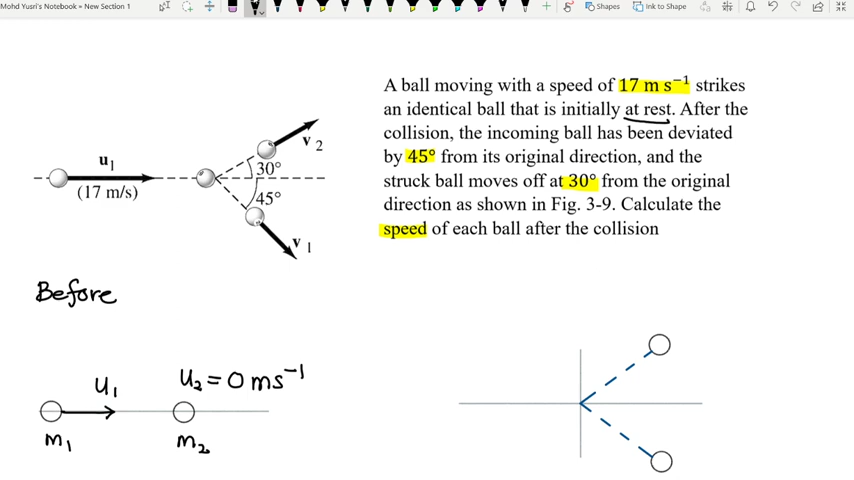 Mohd Yusri's Notebook » New Section 1
Shapes
Ink to Shape
u1
(17 m/s)
v 2
30°
45°
v 1
A ball moving with a speed of 17 m s⁻¹ strikes
an identical ball that is initially at rest. After the
collision, the incoming ball has been deviated
by 45° from its original direction, and the
struck ball moves off at 30° from the original
direction as shown in Fig. 3-9. Calculate the
speed of each ball after the collision
Before
u₁
u₂ = 0 ms⁻¹
m₁
m₂